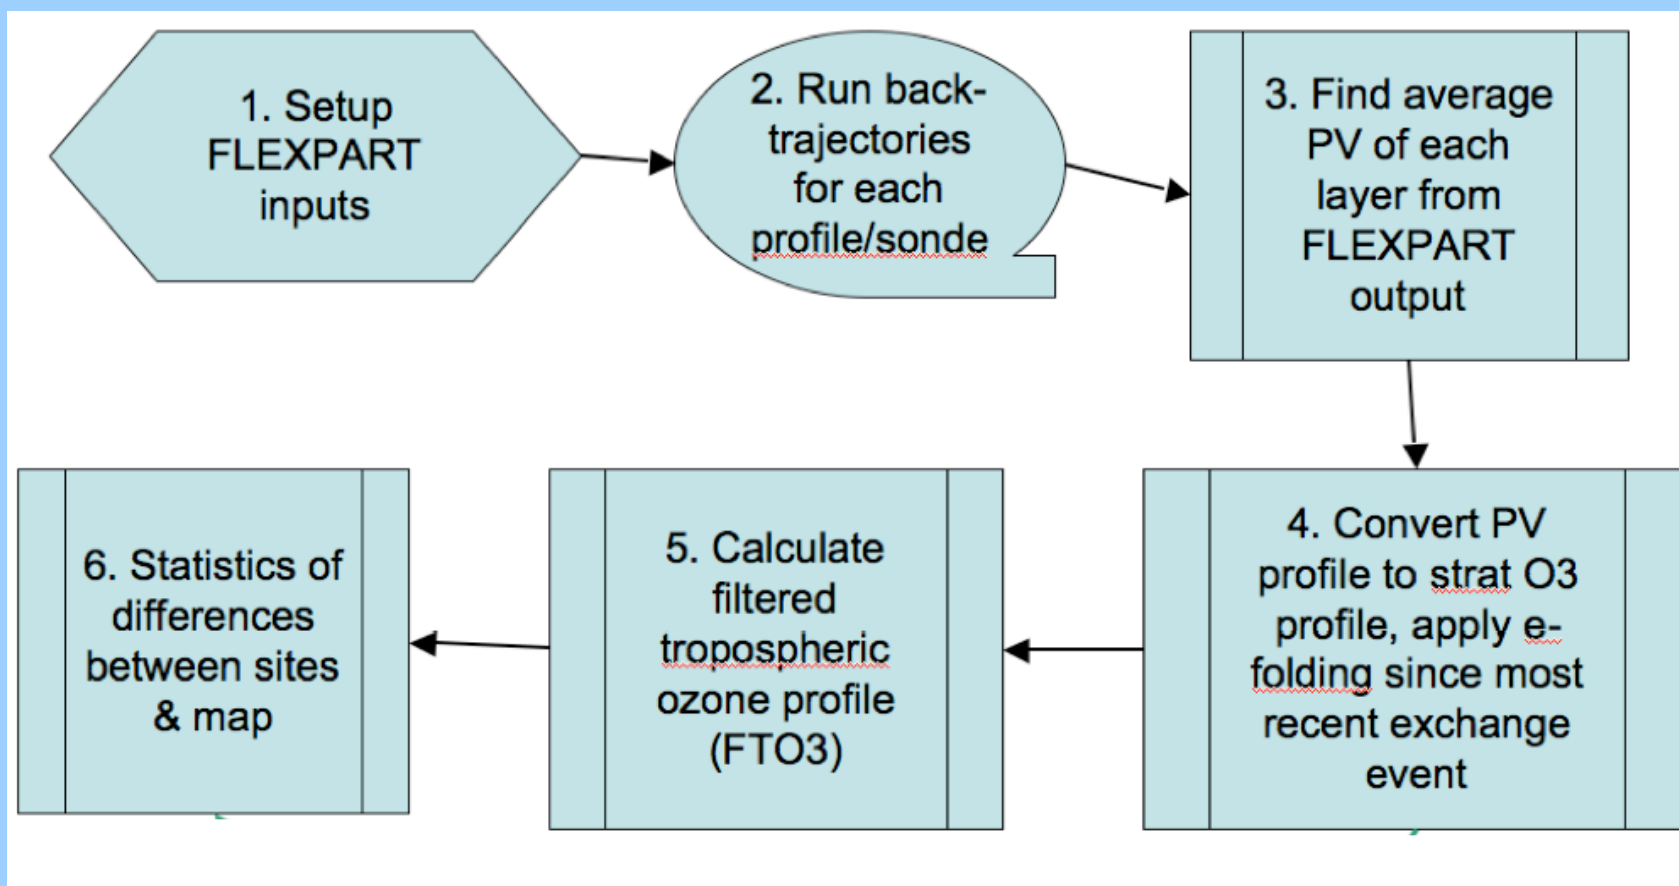 1. Setup
FLEXPART
inputs
2. Run back-
trajectories
for each
profile/sonde
3. Find average
PV of each
layer from
FLEXPART
output
4. Convert PV
profile to strat O3
profile, apply e-
folding since most
recent exchange
event
5. Calculate
filtered
tropospheric
ozone profile
(FTO3)
6. Statistics of
differences
between sites
& map